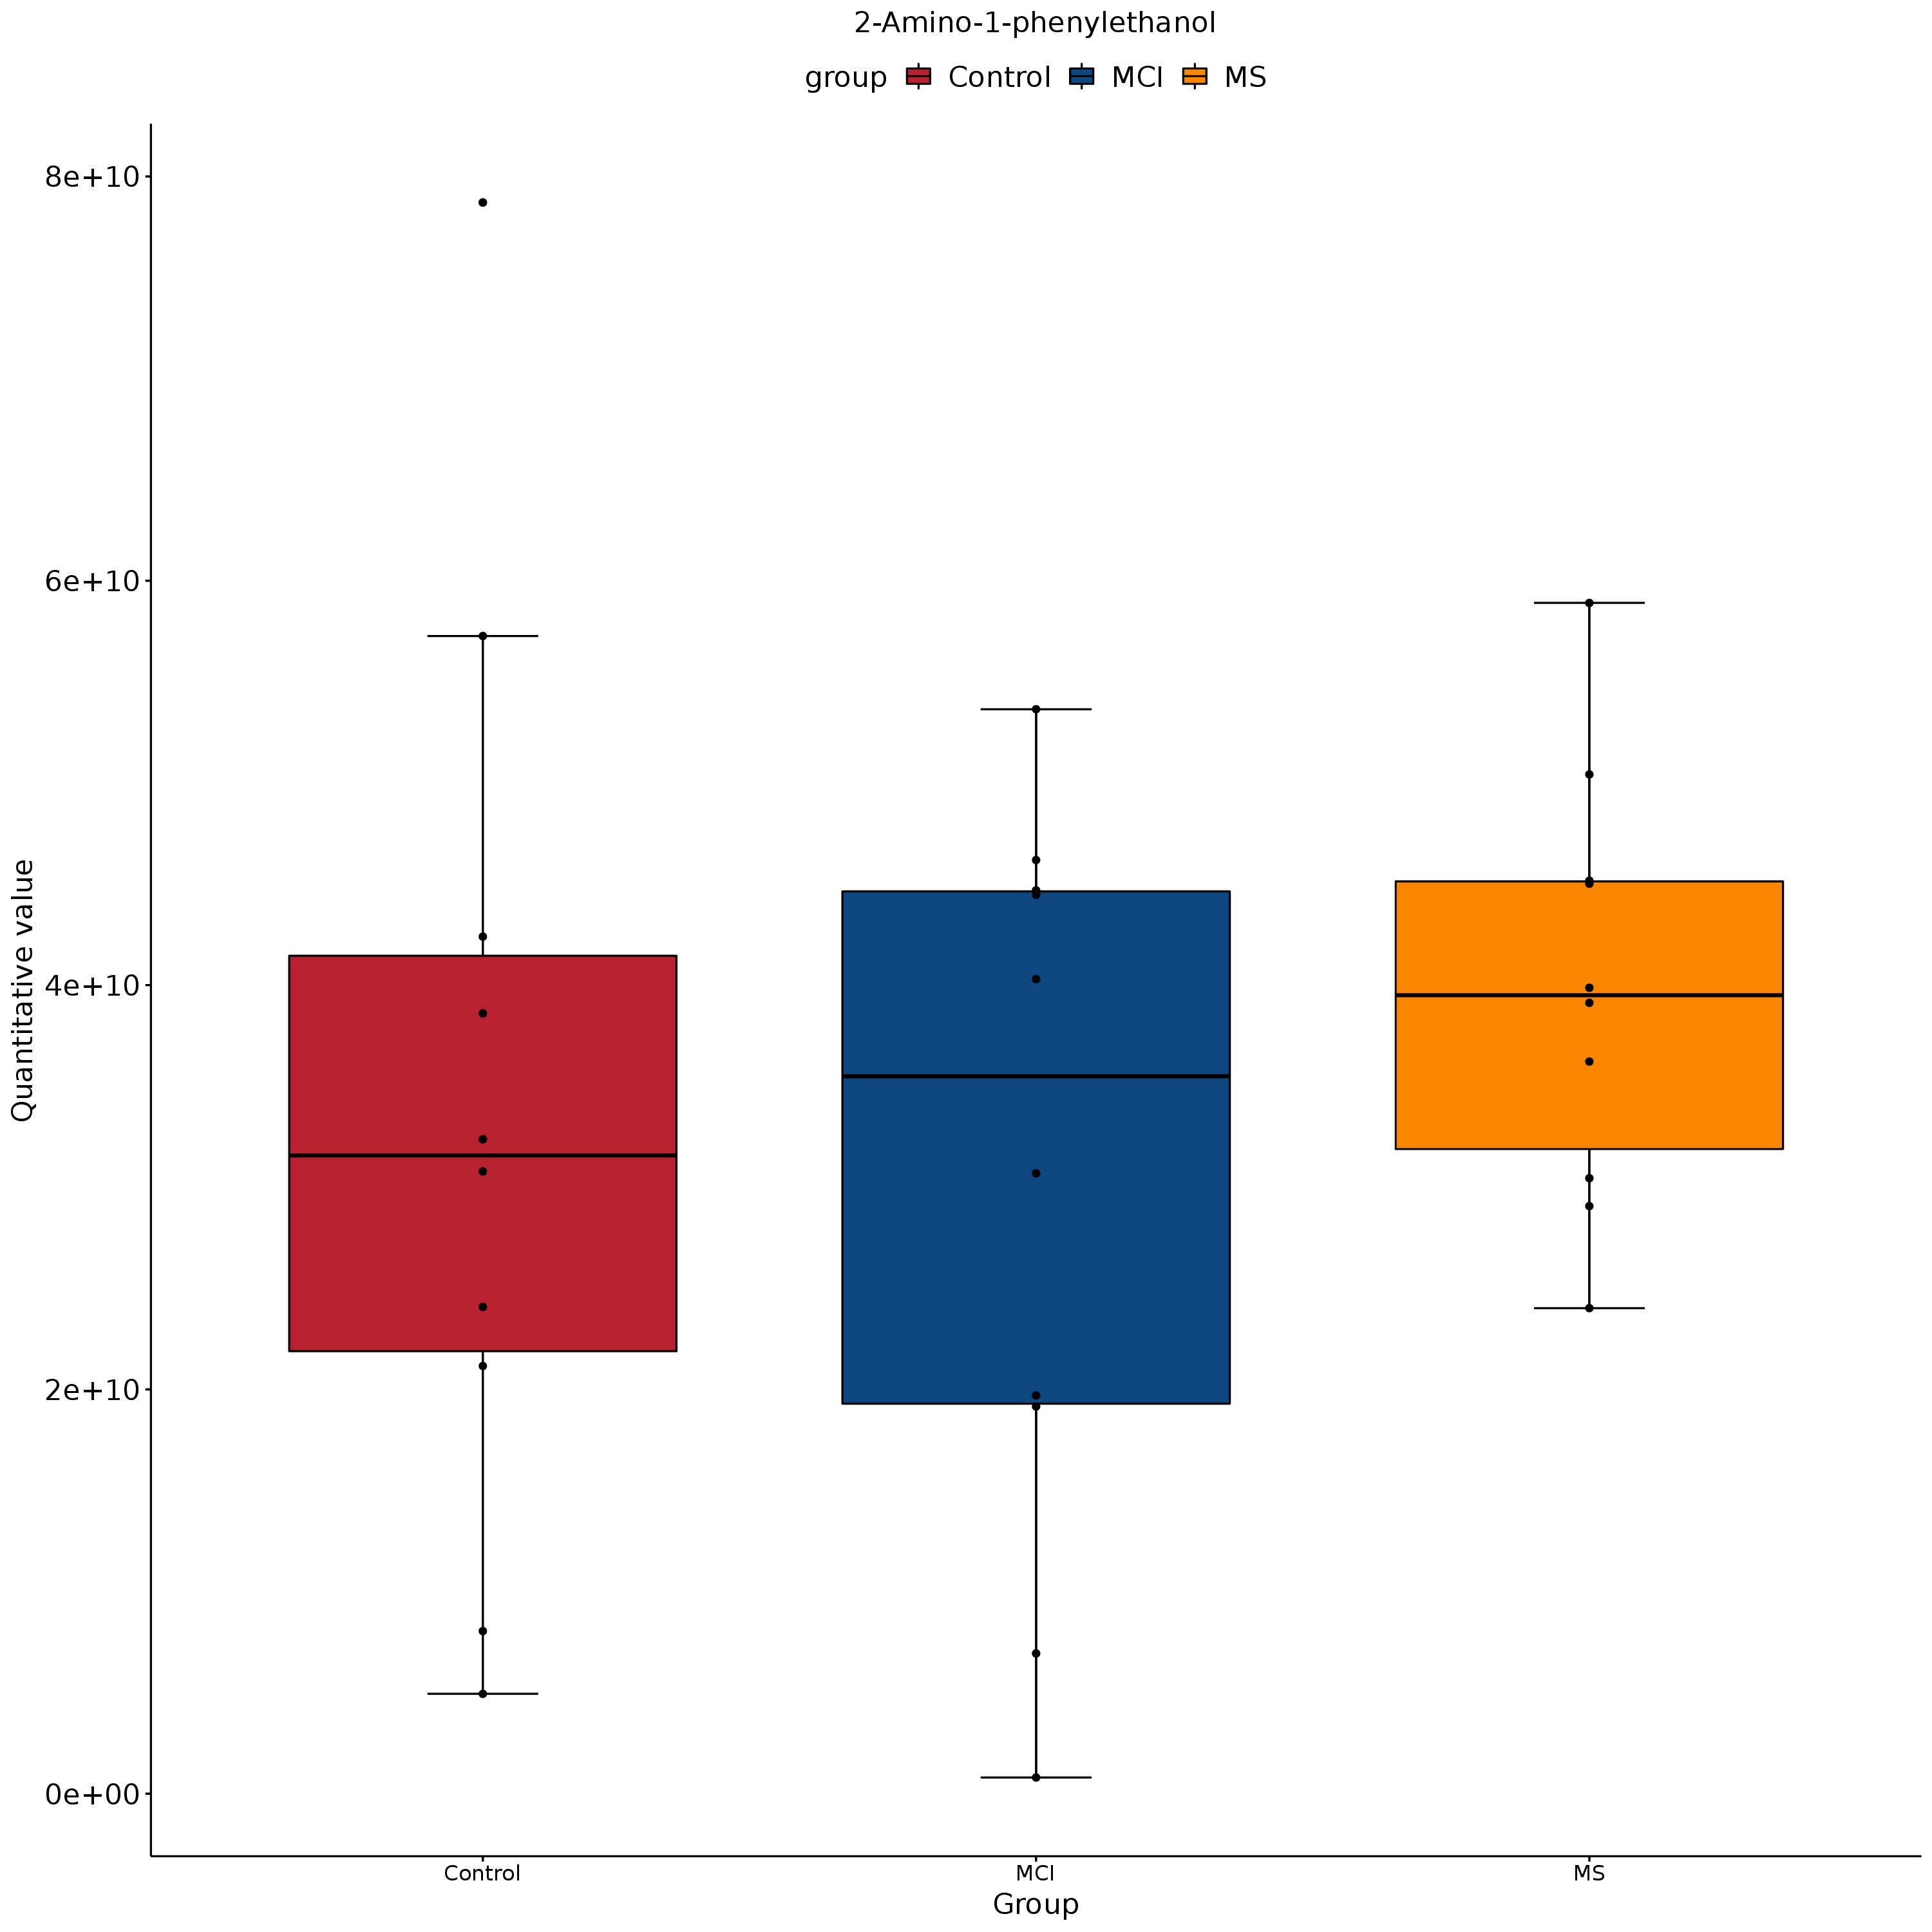 2-Amino-1-phenylethanol
group Control MCI MS
8e+10
6e+10
4e+10
2e+10
0e+00
Quantitative value
Control MCI MS
Group